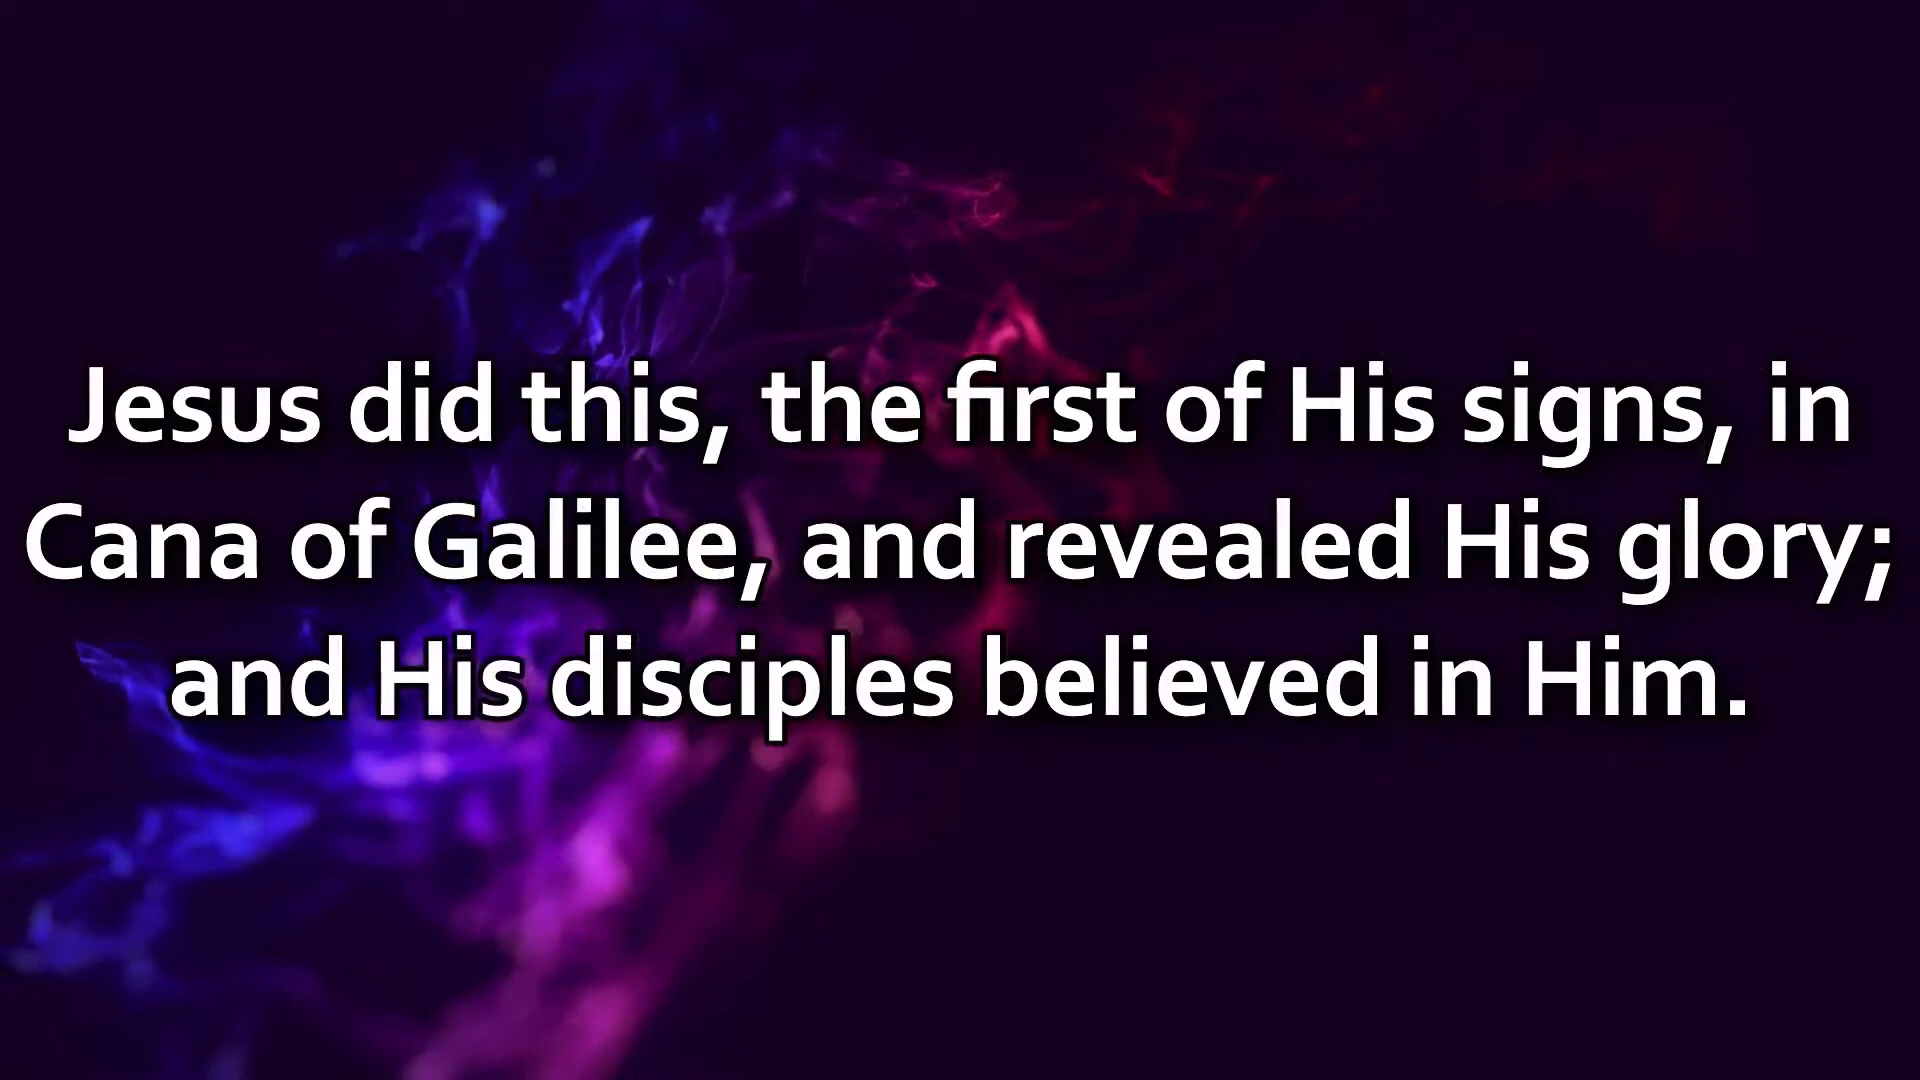 Jesus did this, the first of His signs, in
Cana of Galilee, and revealed His glory;
and His disciples believed in Him.